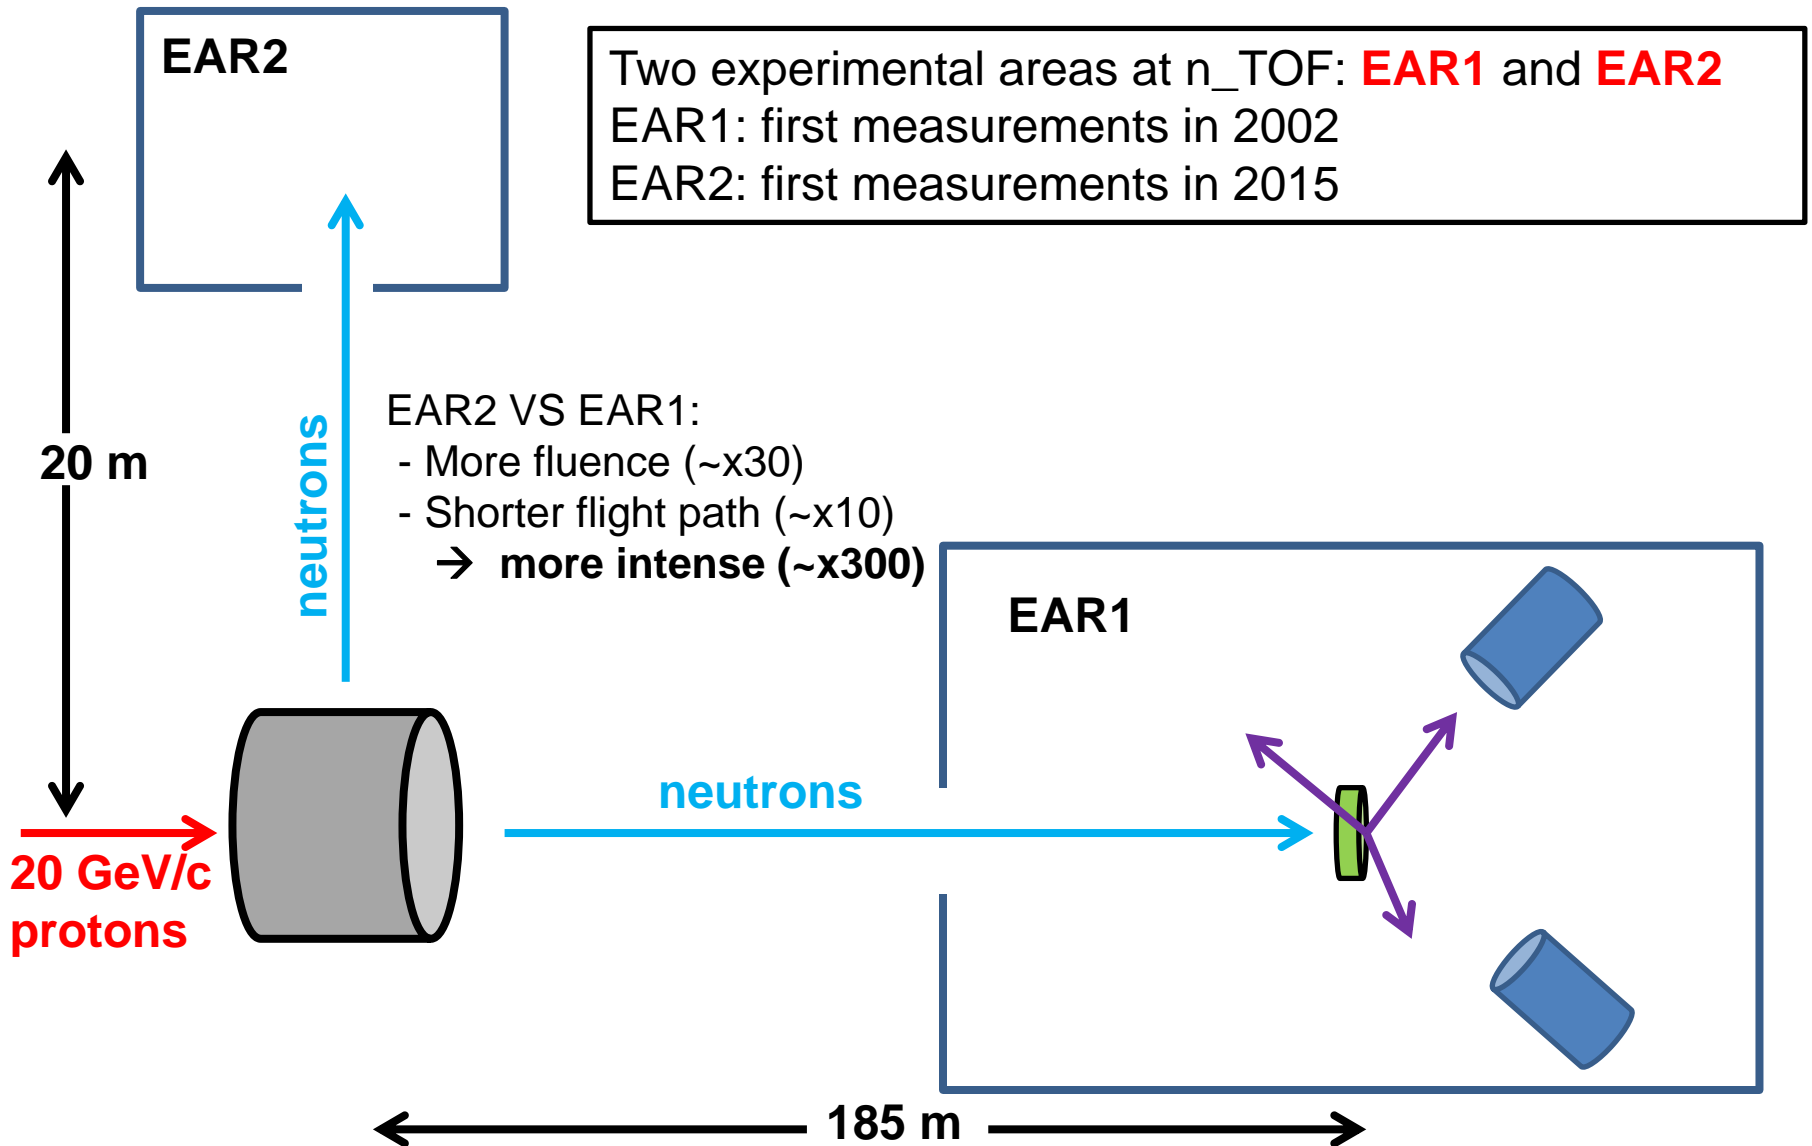 EAR2
Two experimental areas at n_TOF: EAR1 and EAR2
EAR1: first measurements in 2002
EAR2: first measurements in 2015
20 m
neutrons
EAR2 VS EAR1:
- More fluence (~x30)
- Shorter flight path (~x10)
→ more intense (~x300)
EAR1
neutrons
20 GeV/c
protons
185 m